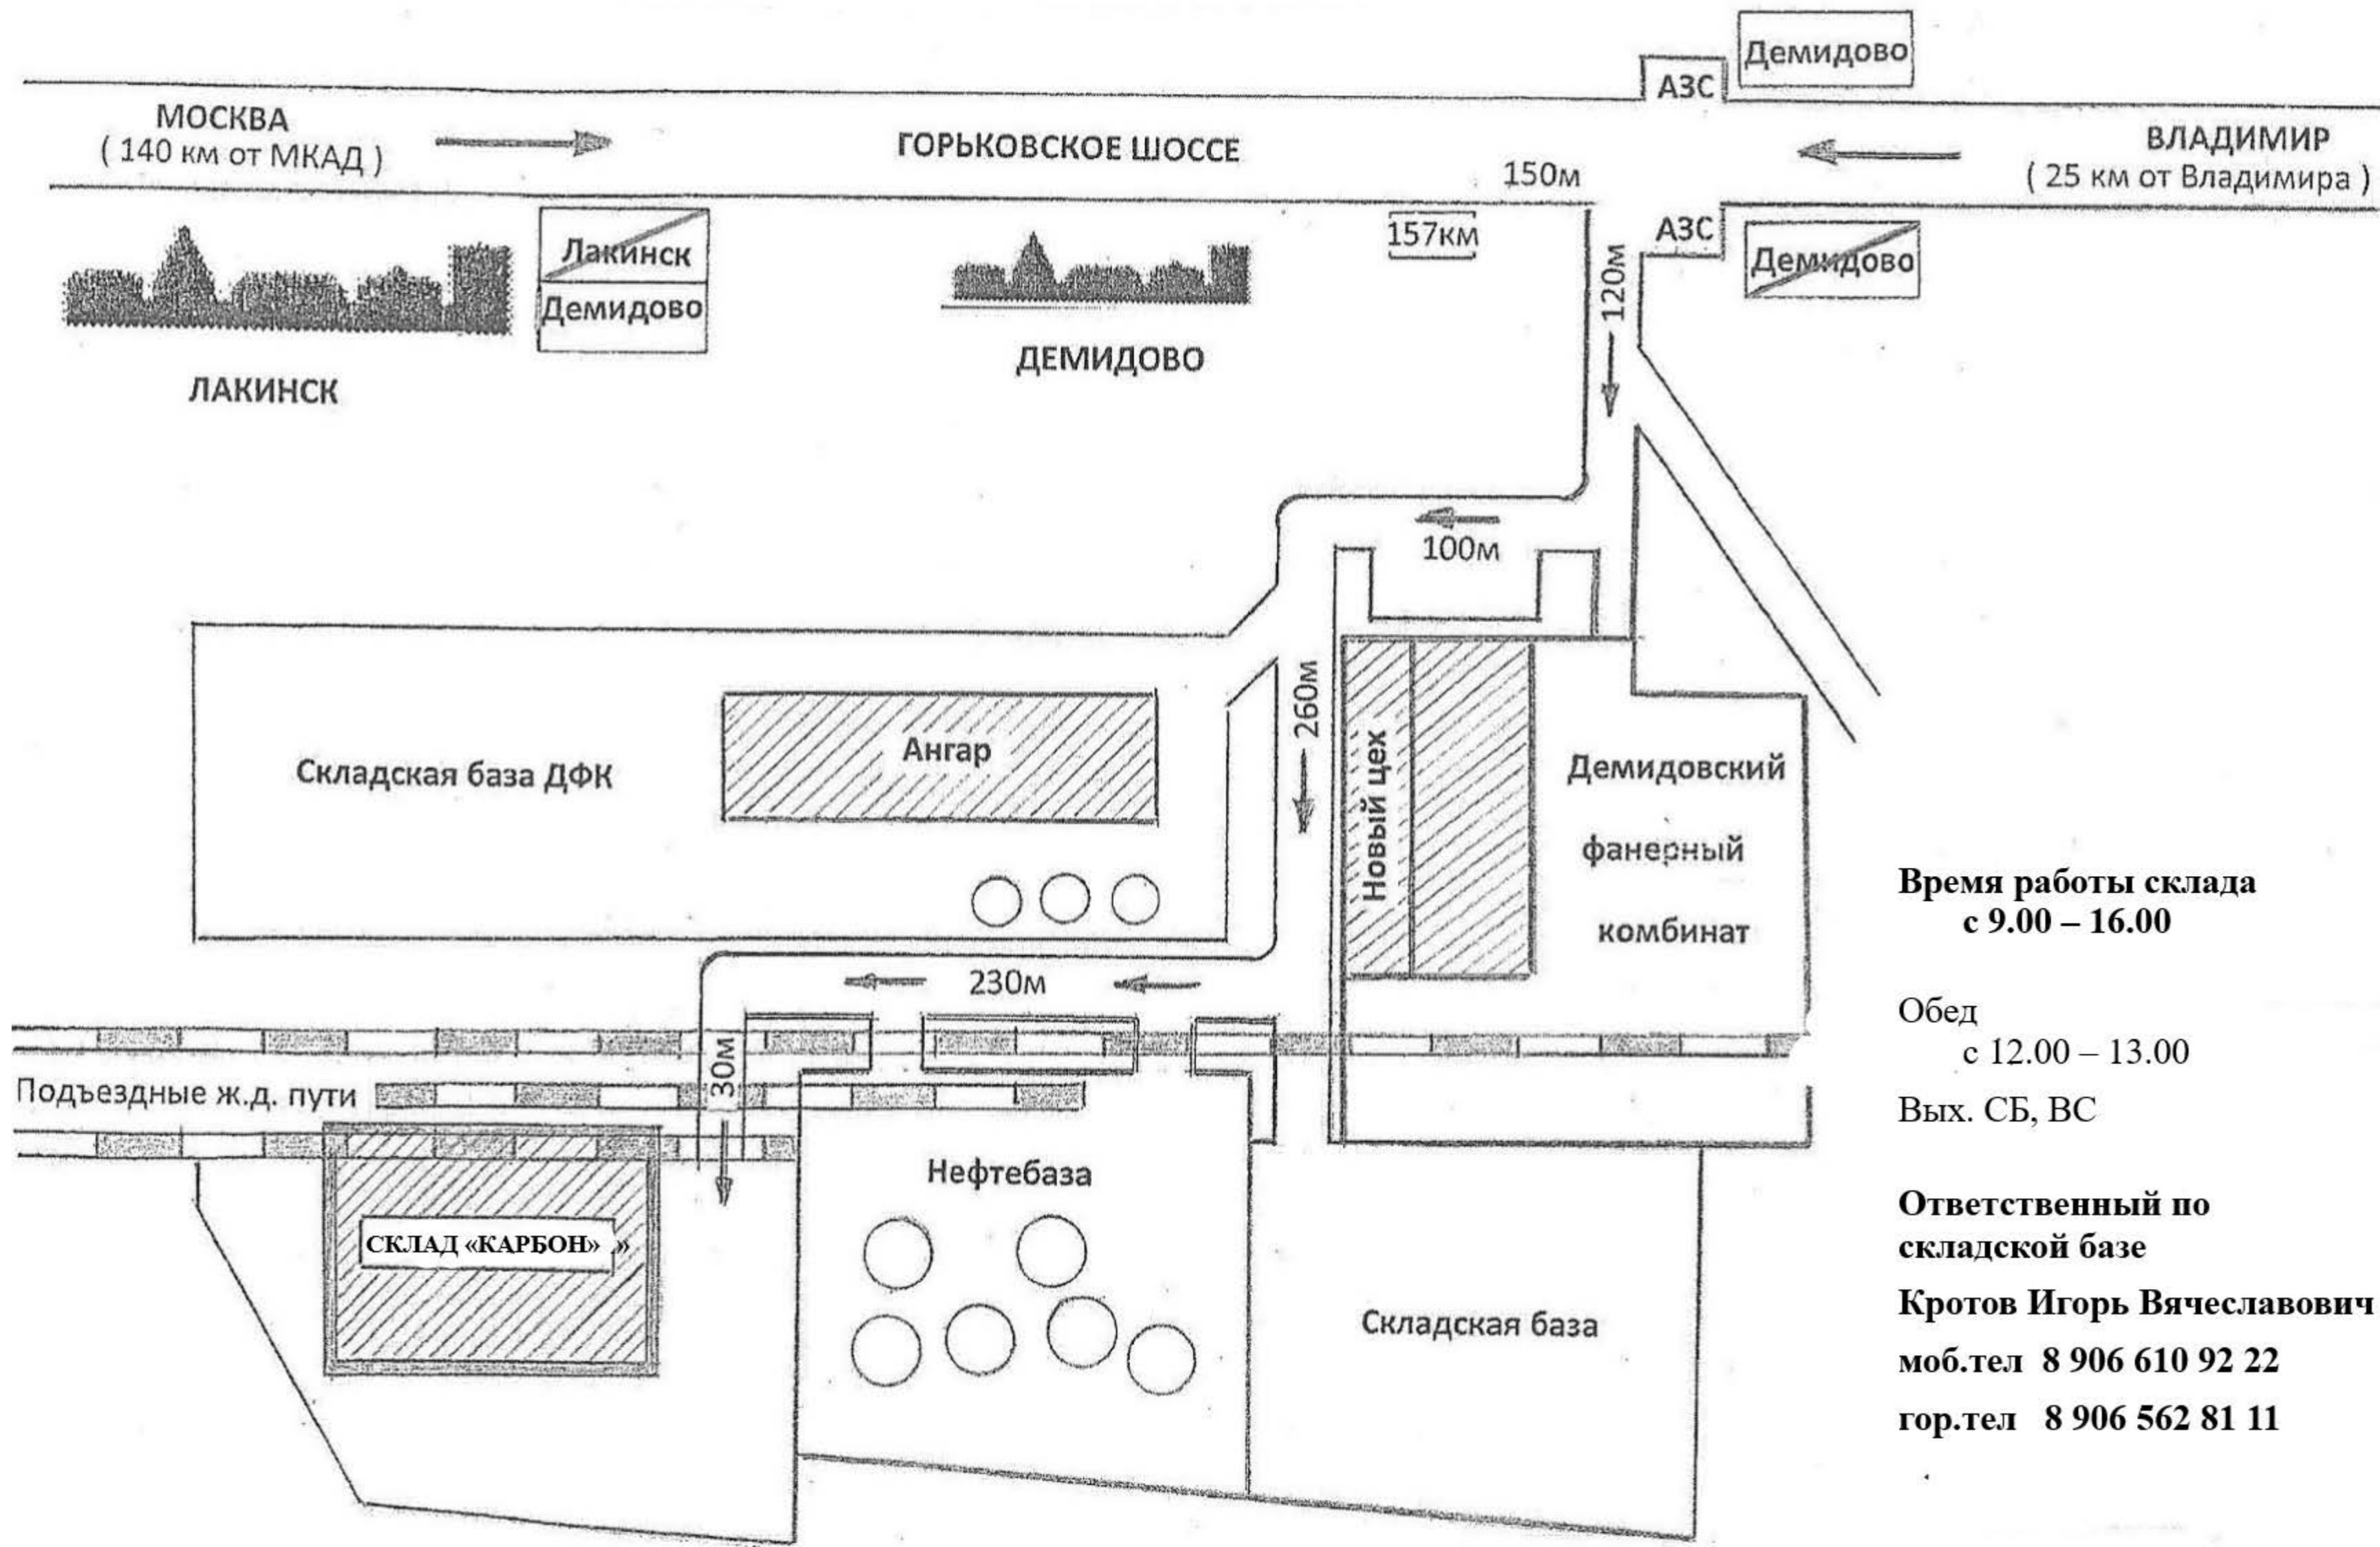 Демидово
АЗС
МОСКВА
( 140 км от МКАД )
ГОРЬКОВСКОЕ ШОССЕ
ВЛАДИМИР
( 25 км от Владимира )
150м
157км
АЗС
Демидово
Лакинск
Демидово
120м
ЛАКИНСК
ДЕМИДОВО
100м
260м
Складская база ДФК
Ангар
Новый цех
Демидовский
фанерный
комбинат
230м
30м
Подъездные ж.д. пути
Нефтебаза
СКЛАД «КАРБОН» »
Складская база
Время работы склада
с 9.00 – 16.00
Обед
с 12.00 – 13.00
Вых. СБ, ВС
Ответственный по
складской базе
Кротов Игорь Вячеславович
моб.тел 8 906 610 92 22
гор.тел 8 906 562 81 11